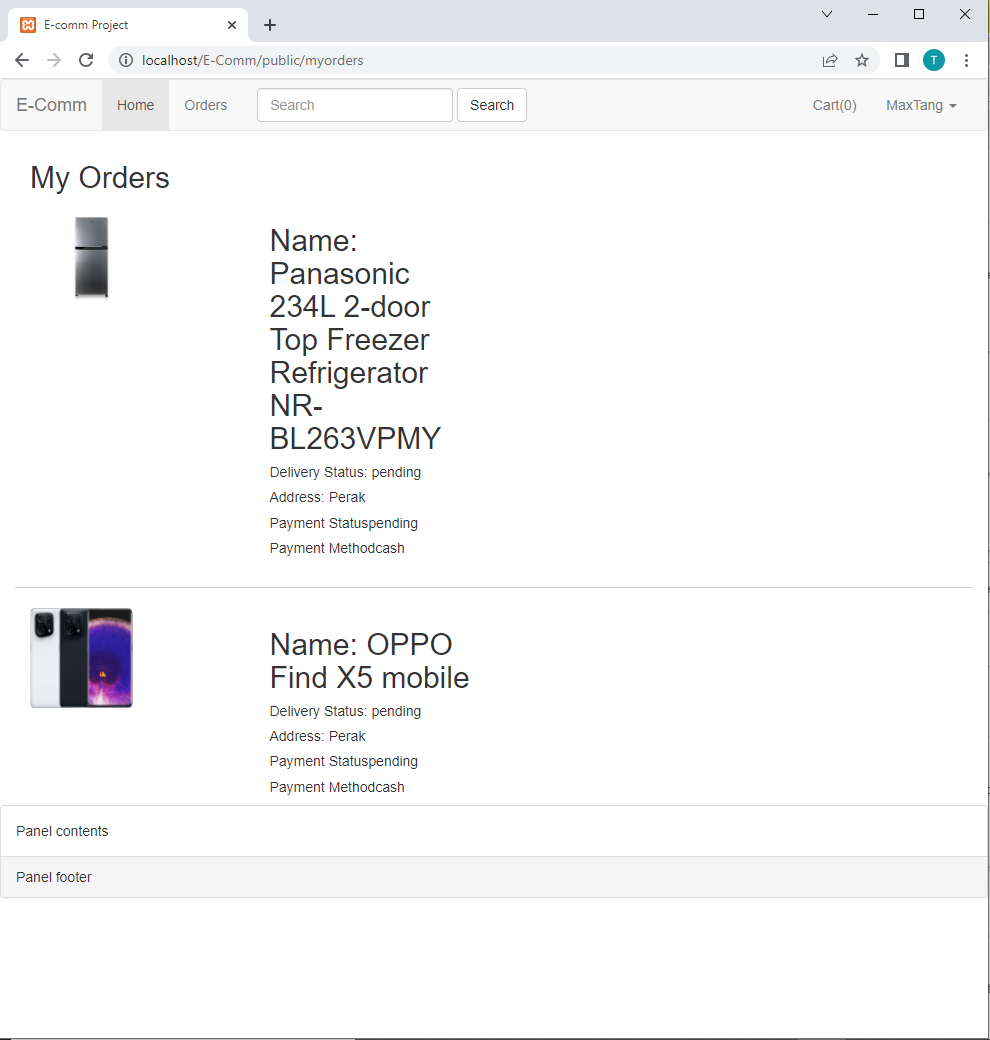 E-comm Project
localhost/E-Comm/public/myorders
T
E-Comm
Home
Orders
Search
Search
Cart(0)
MaxTang
My Orders
Name:
Panasonic
234L 2-door
Top Freezer
Refrigerator
NR-
BL263VPMY
Delivery Status: pending
Address: Perak
Payment Statuspending
Payment Methodcash
Name: OPPO
Find X5 mobile
Delivery Status: pending
Address: Perak
Payment Statuspending
Payment Methodcash
Panel contents
Panel footer